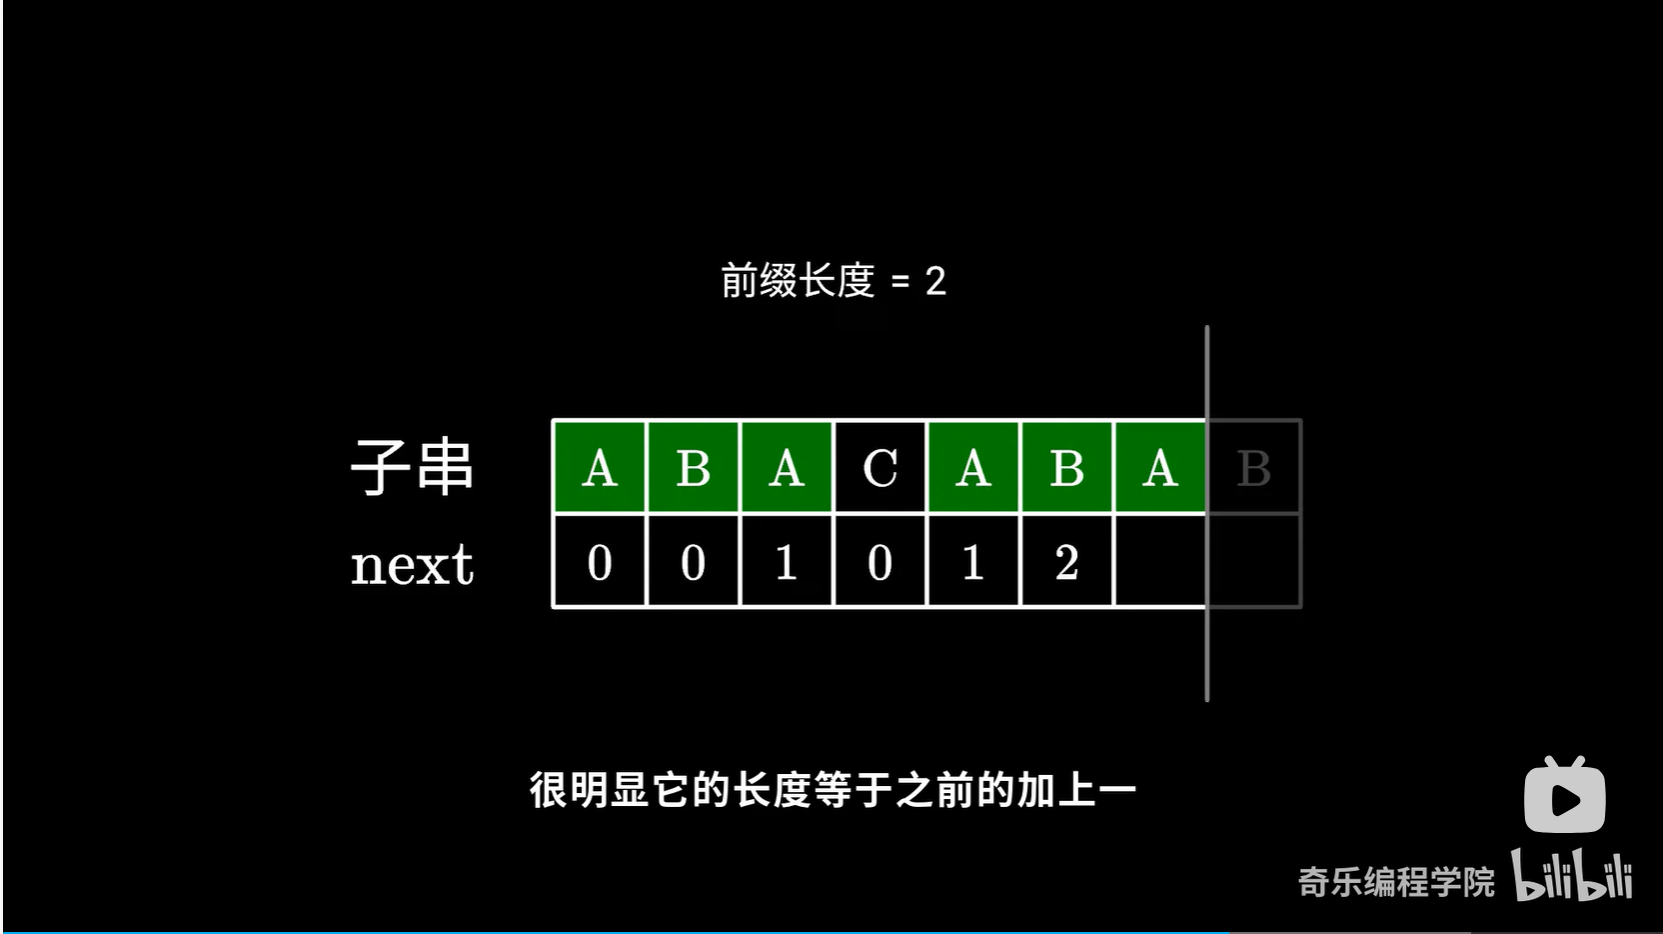 前缀长度 = 2
子串 A B A C A B A B
next 0 0 1 0 1 2
很明显它的长度等于之前的加上一
奇乐编程学院 bilibili